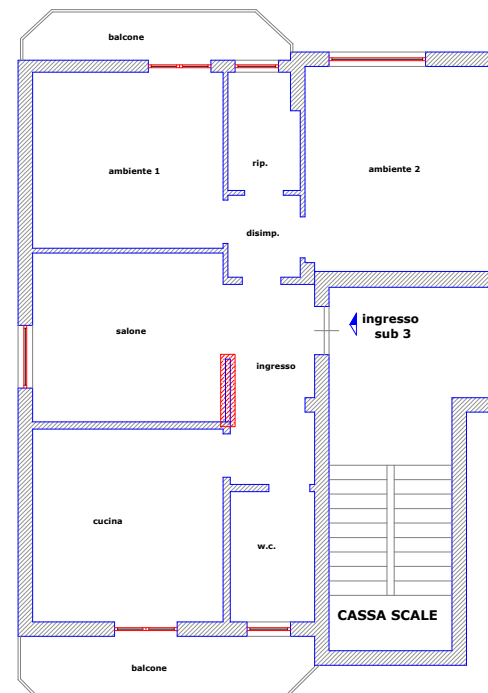 balcone
rip.
ambiente 1
ambiente 2
disimp.
ingresso
sub 3
salone
ingresso
cucina
w.c.
CASSA SCALE
balcone